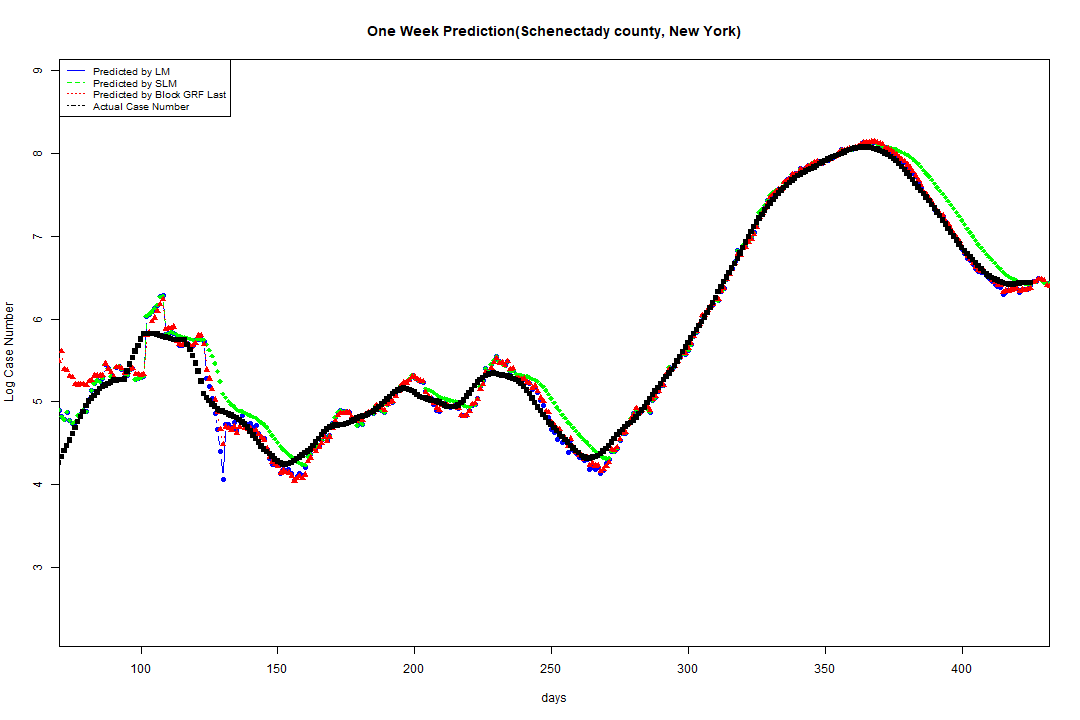 One Week Prediction(Schenectady county, New York)
Predicted by LM
Predicted by SLM
Predicted by Block GRF Last
Actual Case Number
9
8
7
6
5
4
3
Log Case Number
100 150 200 250 300 350 400
days